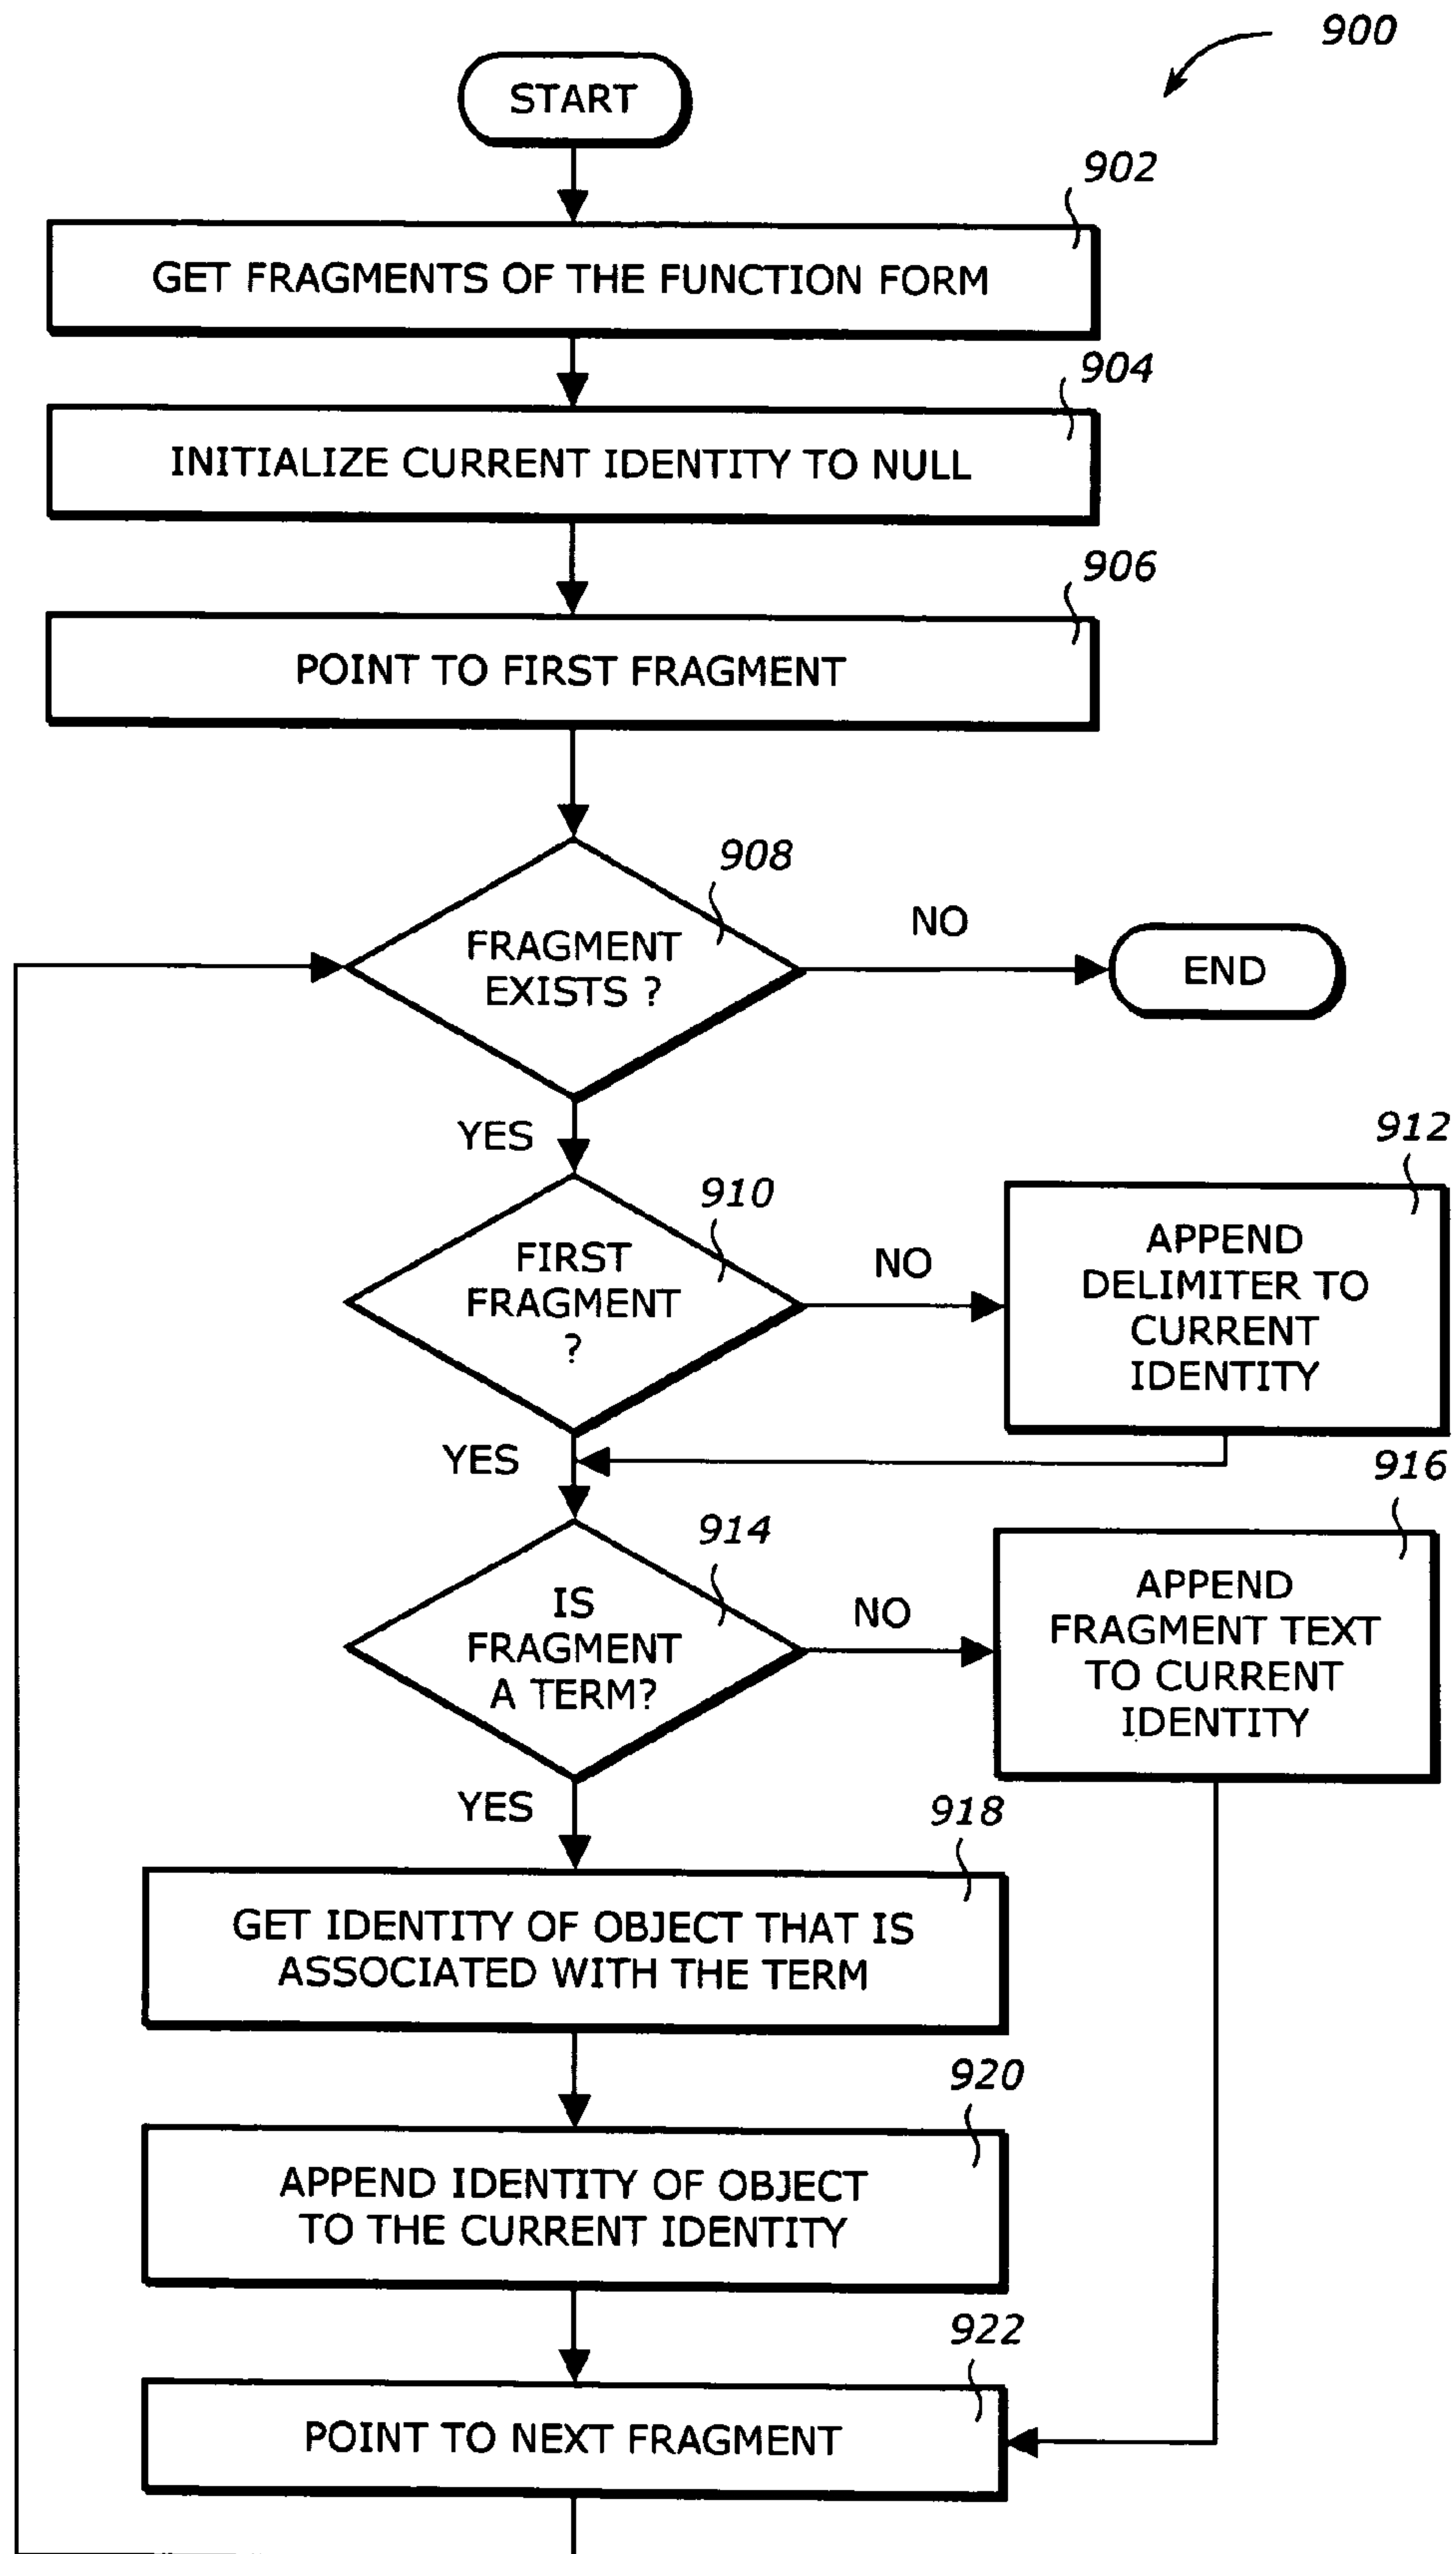 900
START
902
GET FRAGMENTS OF THE FUNCTION FORM
904
INITIALIZE CURRENT IDENTITY TO NULL
906
POINT TO FIRST FRAGMENT
908
FRAGMENT
EXISTS ?
NO
END
YES
910
FIRST
FRAGMENT
?
NO
912
APPEND
DELIMITER TO
CURRENT
IDENTITY
YES
914
IS
FRAGMENT
A TERM?
NO
916
APPEND
FRAGMENT TEXT
TO CURRENT
IDENTITY
YES
918
GET IDENTITY OF OBJECT THAT IS
ASSOCIATED WITH THE TERM
920
APPEND IDENTITY OF OBJECT
TO THE CURRENT IDENTITY
922
POINT TO NEXT FRAGMENT